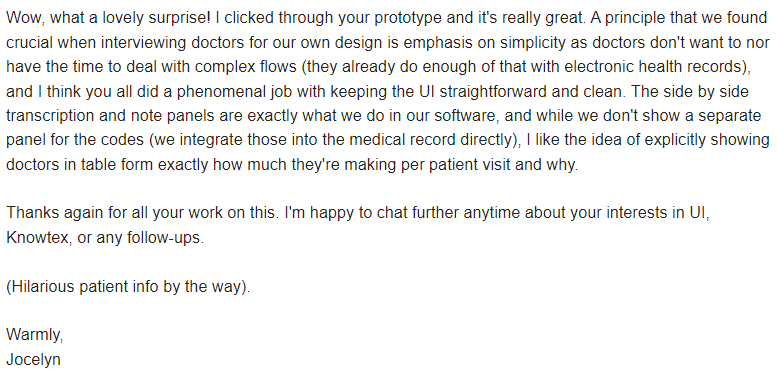 Wow, what a lovely surprise! I clicked through your prototype and it's really great. A principle that we found
crucial when interviewing doctors for our own design is emphasis on simplicity as doctors don't want to nor
have the time to deal with complex flows (they already do enough of that with electronic health records),
and I think you all did a phenomenal job with keeping the UI straightforward and clean. The side by side
transcription and note panels are exactly what we do in our software, and while we don't show a separate
panel for the codes (we integrate those into the medical record directly), I like the idea of explicitly showing
doctors in table form exactly how much they're making per patient visit and why.
Thanks again for all your work on this. I'm happy to chat further anytime about your interests in UI,
Knowtex, or any follow-ups.
(Hilarious patient info by the way).
Warmly,
Jocelyn